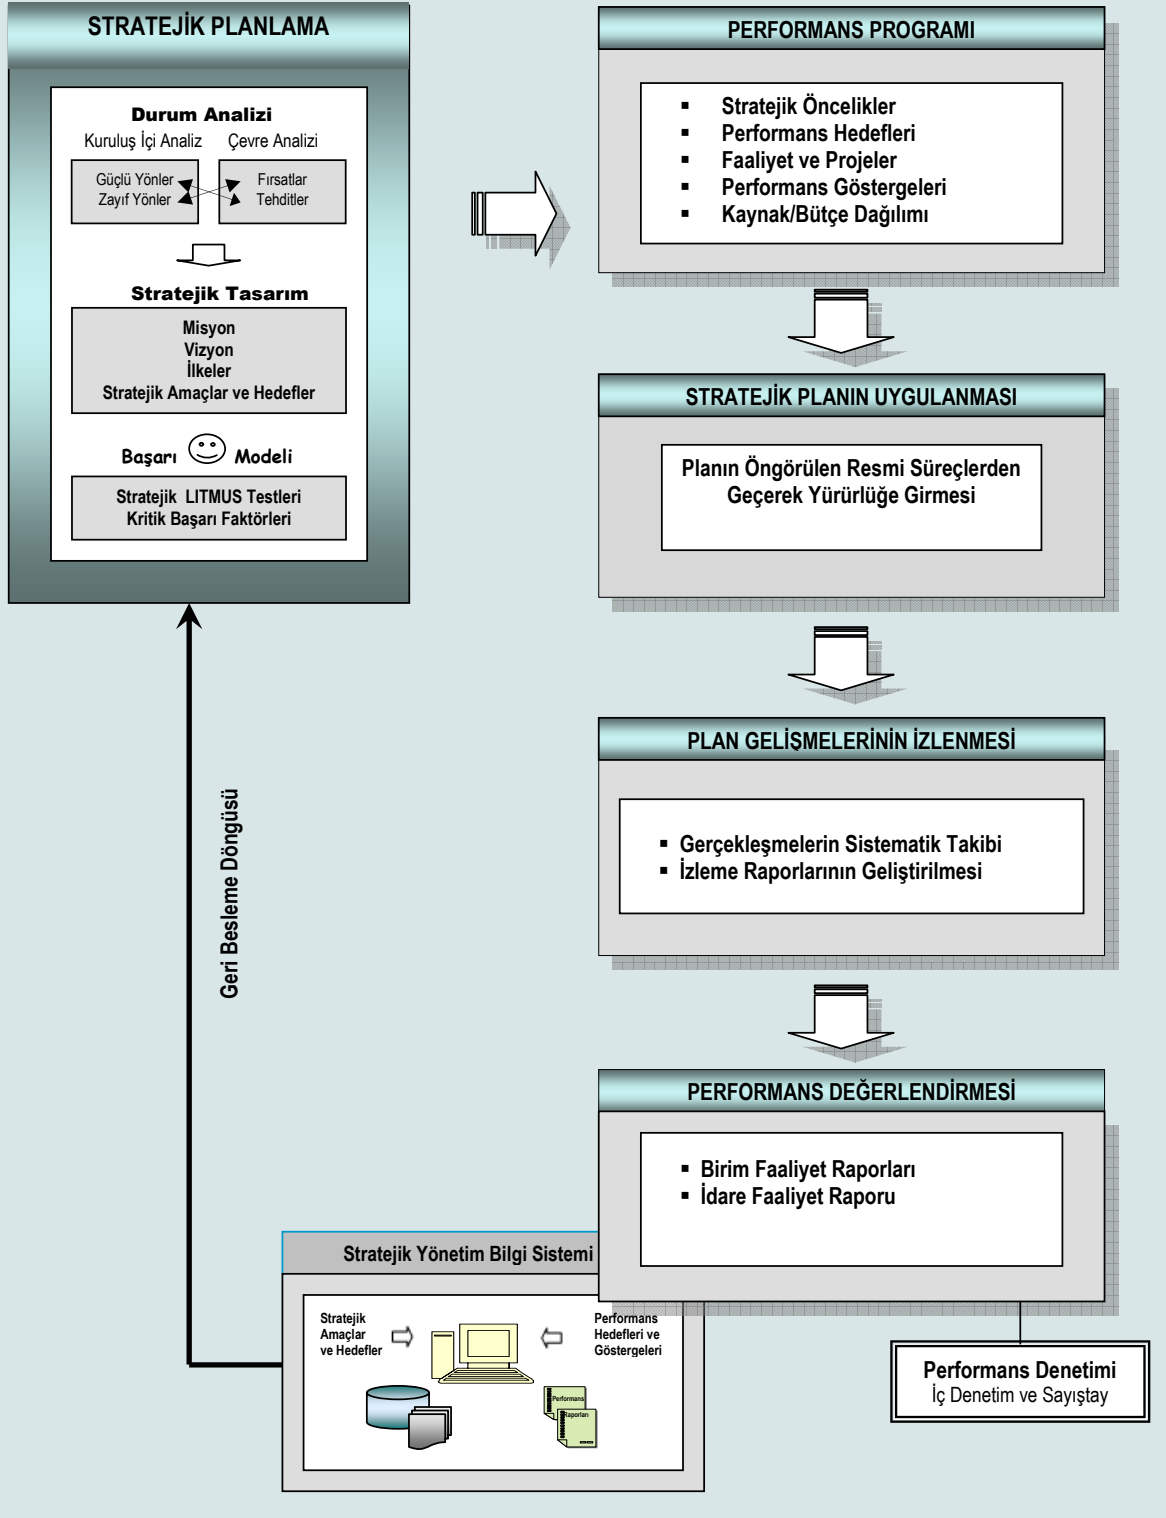 STRATEJİK PLANLAMA
Durum Analizi
Kuruluş İçi Analiz
Çevre Analizi
Güçlü Yönler
Zayıf Yönler
Fırsatlar
Tehditler
Stratejik Tasarım
Misyon
Vizyon
İlkeler
Stratejik Amaçlar ve Hedefler
Başarı Modeli
Stratejik LITMUS Testleri
Kritik Başarı Faktörleri
PERFORMANS PROGRAMI
▪ Stratejik Öncelikler
▪ Performans Hedefleri
▪ Faaliyet ve Projeler
▪ Performans Göstergeleri
▪ Kaynak/Bütçe Dağılımı
STRATEJİK PLANIN UYGULANMASI
Planın Öngörülen Resmi Süreçlerden
Geçerek Yürürlüğe Girmesi
PLAN GELİŞMELERİNİN İZLENMESİ
▪ Gerçekleşmelerin Sistematik Takibi
▪ İzleme Raporlarının Geliştirilmesi
PERFORMANS DEĞERLENDİRMESİ
▪ Birim Faaliyet Raporları
▪ İdare Faaliyet Raporu
Geri Besleme Döngüsü
Stratejik Yönetim Bilgi Sistemi
Stratejik
Amaçlar
ve Hedefler
Performans
Hedefleri ve
Göstergeleri
Performans
Raporları
Performans Denetimi
İç Denetim ve Sayıştay